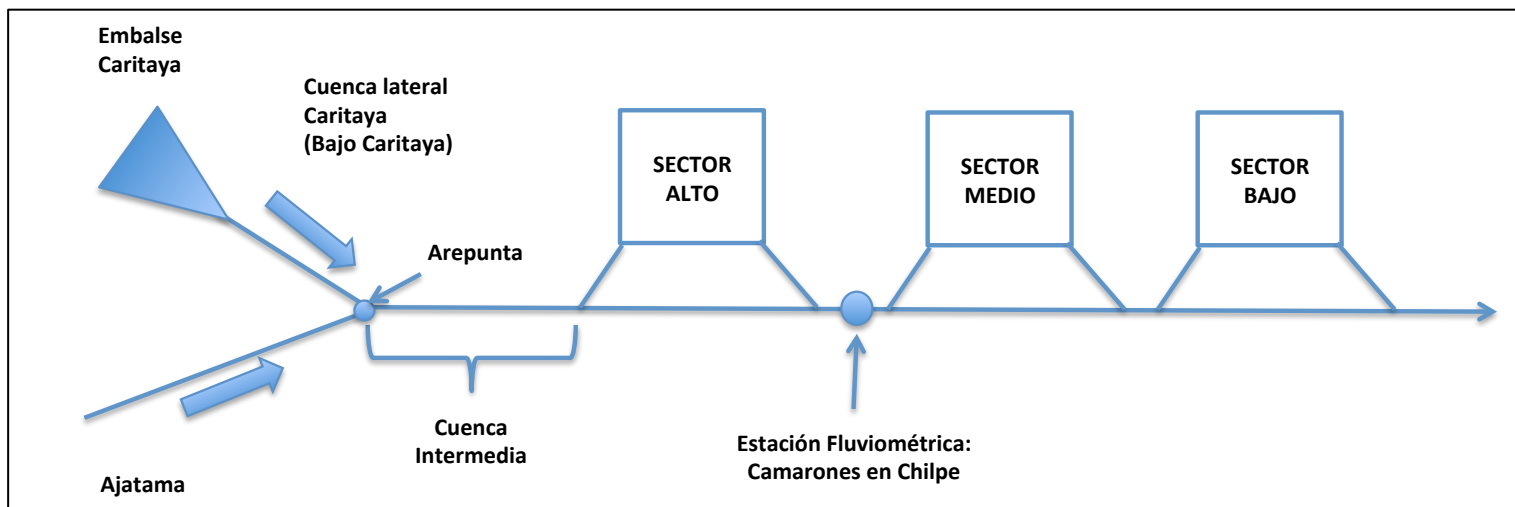 Embalse
Caritaya
Cuenca lateral
Caritaya
(Bajo Caritaya)
SECTOR
ALTO
SECTOR
MEDIO
SECTOR
BAJO
Arepunta
Cuenca
Intermedia
Estación Fluviométrica:
Camarones en Chilpe
Ajatama